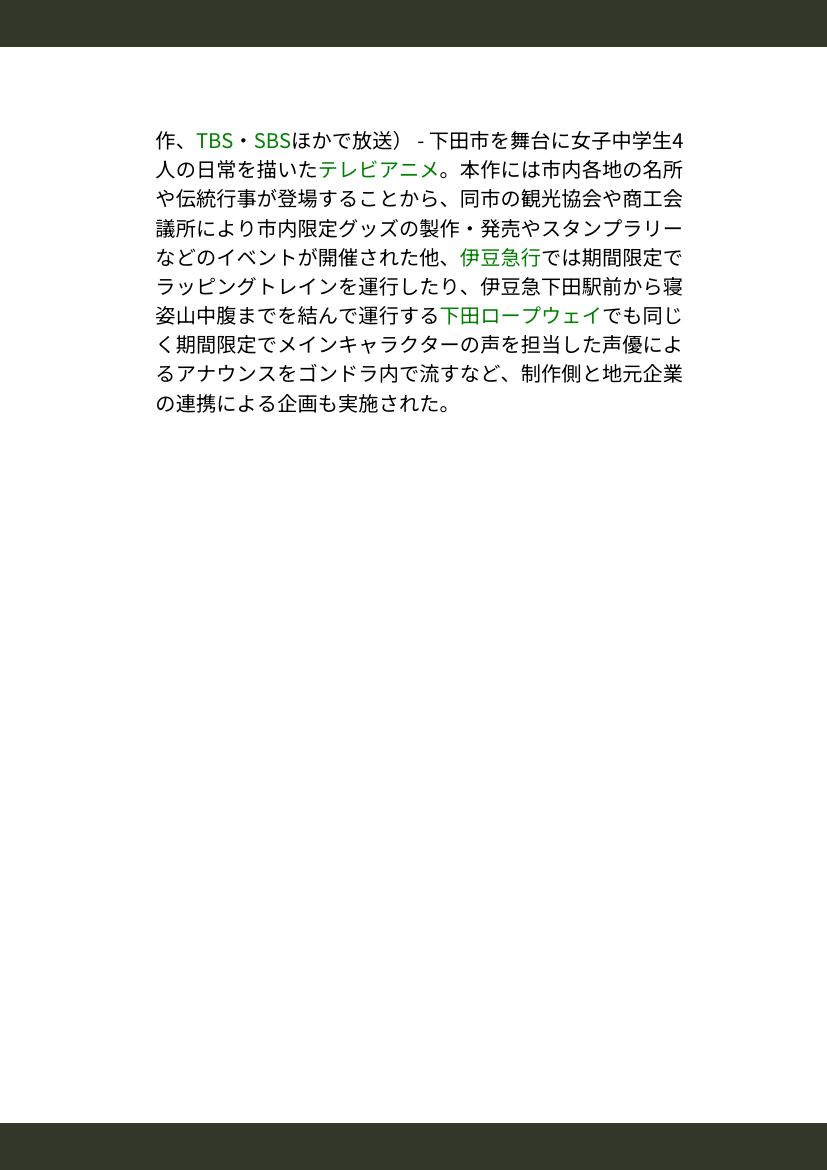 作、TBS・SBSほかで放送） - 下田市を舞台に女子中学生4
人の日常を描いたテレビアニメ。本作には市内各地の名所
や伝統行事が登場することから、同市の観光協会や商工会
議所により市内限定グッズの製作・発売やスタンプラリー
などのイベントが開催された他、伊豆急行では期間限定で
ラッピングトレインを運行したり、伊豆急下田駅前から寝
姿山中腹までを結んで運行する下田ロープウェイでも同じ
く期間限定でメインキャラクターの声を担当した声優によ
るアナウンスをゴンドラ内で流すなど、制作側と地元企業
の連携による企画も実施された。